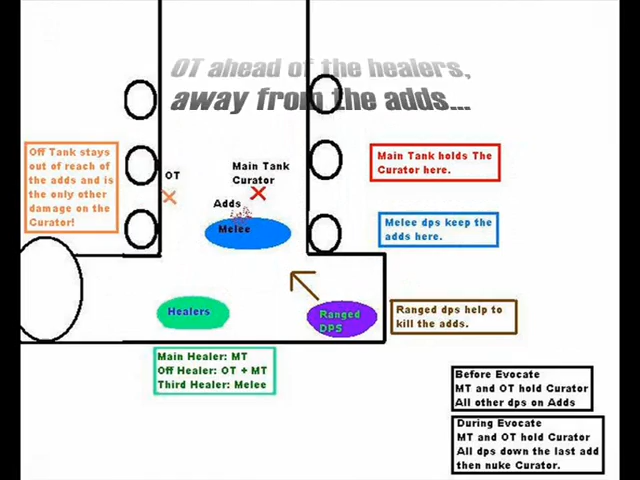 OT ahead of the healers,
away from the adds...
Off Tank stays
out of reach of
the adds and is
the only other
damage on the
Curator!
OT
Main Tank
Curator
Main Tank holds The
Curator here.
Adds
Melee
Melee dps keep the
adds here.
Healers
Ranged
DPS
Ranged dps help to
kill the adds.
Main Healer: MT
Off Healer: OT + MT
Third Healer: Melee
Before Evocate
MT and OT hold Curator
All other dps on Adds
During Evocate
MT and OT hold Curator
All dps down the last add
then nuke Curator.